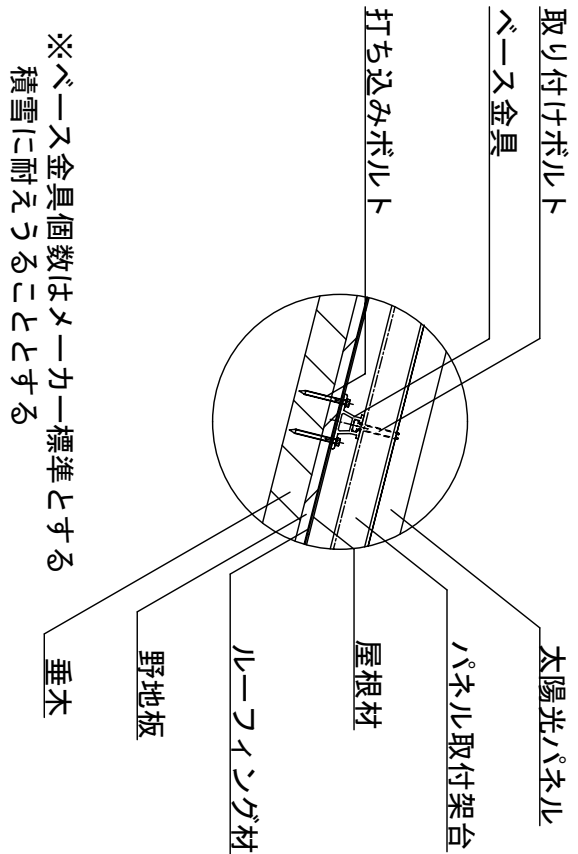 取り付けボルト
ベース金具
打ち込みボルト
太陽光パネル
パネル取付架台
屋根材
ルーフィング材
野地板
垂木
※ベース金具個数はメーカー標準とする
積雪に耐えうることとする